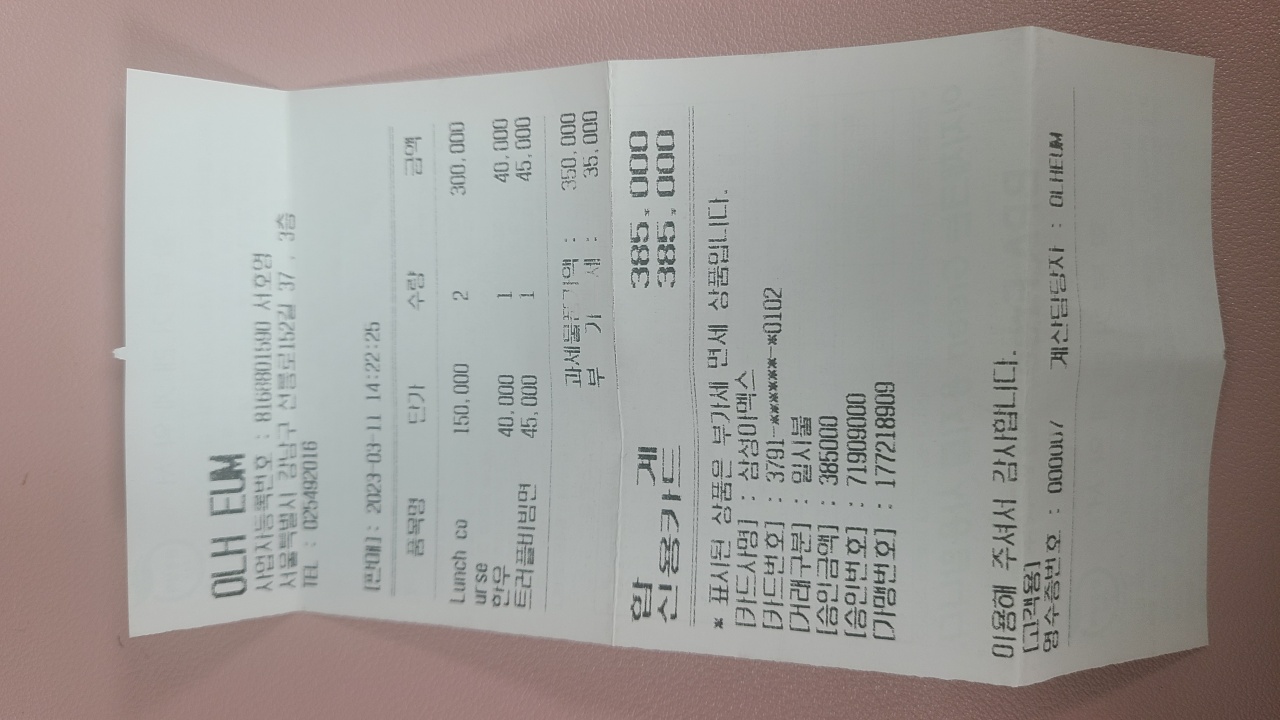 OLH EUM
사업자등록번호 : 8168801590 서호영
서울특별시 강남구 선릉로152길 37 , 3층
TEL : 025492016
[판매] : 2023-03-11 14:22:25
품목명 단가 수량 금액
Lunch co 150,000 2 300,000
urse
한우 40,000 1 40,000
트러플비빔면 45,000 1 45,000
과세물품가액 : 350,000
부 가 세 : 35,000
합 계 385,000
신용카드 385,000
* 표시된 상품은 부가세 면세 상품입니다.
[카드사명] : 삼성아멕스
[카드번호] : 3791-******-*0102
[거래구분] : 일시불
[승인금액] : 385000
[승인번호] : 71909000
[가맹번호] : 177218909
이용해 주셔서 감사합니다.
[고객용]
영수증번호 : 000007 계산담당자 : OLHEUM